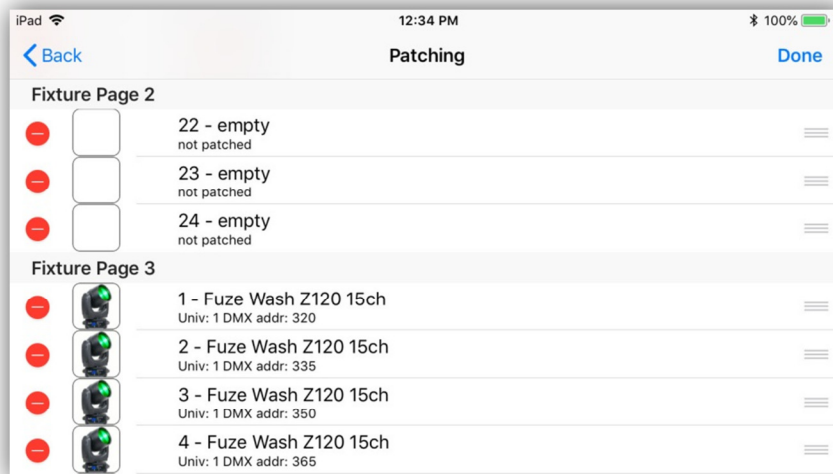 iPad 12:34 PM 100%
Back Patching Done
Fixture Page 2
22 - empty
not patched
23 - empty
not patched
24 - empty
not patched
Fixture Page 3
1 - Fuze Wash Z120 15ch
Univ: 1 DMX addr: 320
2 - Fuze Wash Z120 15ch
Univ: 1 DMX addr: 335
3 - Fuze Wash Z120 15ch
Univ: 1 DMX addr: 350
4 - Fuze Wash Z120 15ch
Univ: 1 DMX addr: 365